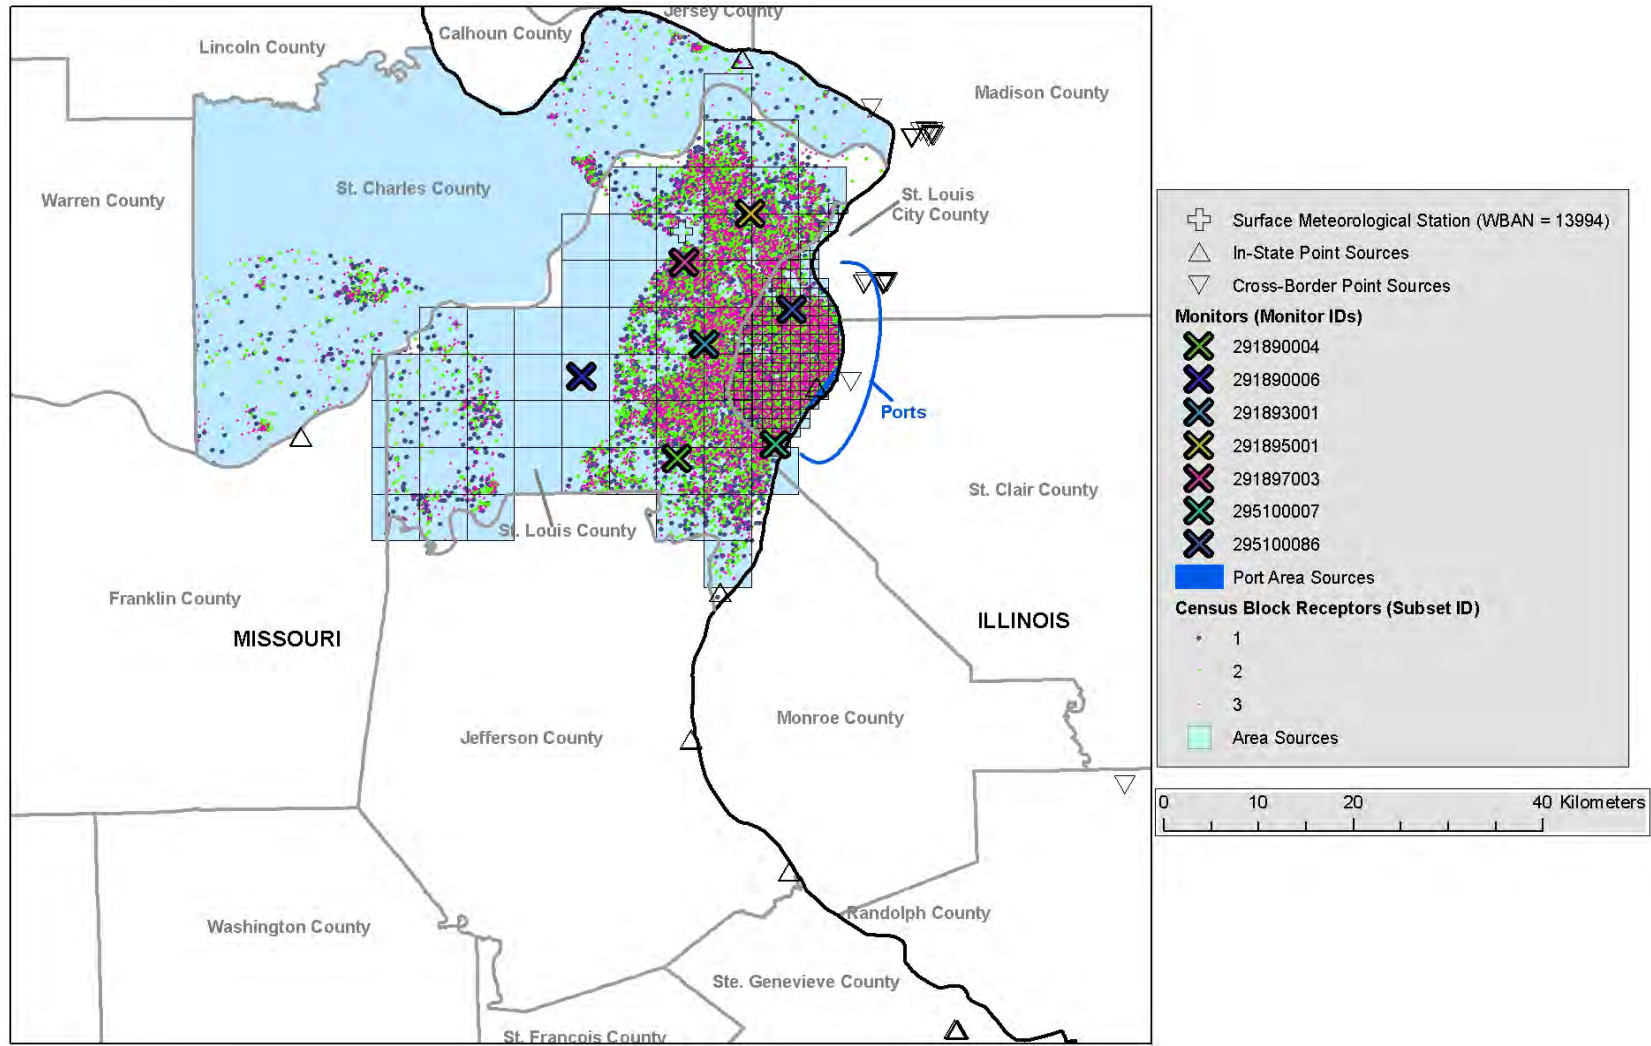 Jersey County
Calhoun County
Lincoln County
Madison County
St. Charles County
Warren County
St. Louis
City County
Ports
St. Clair County
St. Louis County
Franklin County
MISSOURI
ILLINOIS
Monroe County
Jefferson County
Randolph County
Washington County
Ste. Genevieve County
St. Francois County
Surface Meteorological Station (WBAN = 13994)
In-State Point Sources
Cross-Border Point Sources
Monitors (Monitor IDs)
291890004
291890006
291893001
291895001
291897003
295100007
295100086
Port Area Sources
Census Block Receptors (Subset ID)
1
2
3
Area Sources
0 10 20 40 Kilometers